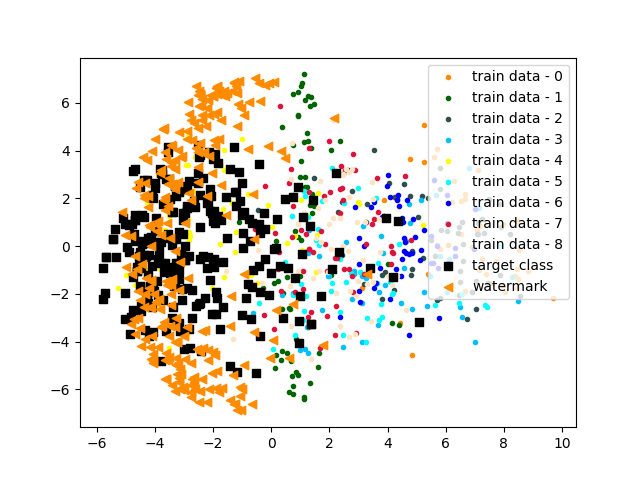 train data - 0
train data - 1
train data - 2
train data - 3
train data - 4
train data - 5
train data - 6
train data - 7
train data - 8
target class
watermark
6
4
2
0
−2
−4
−6
−6 −4 −2 0 2 4 6 8 10